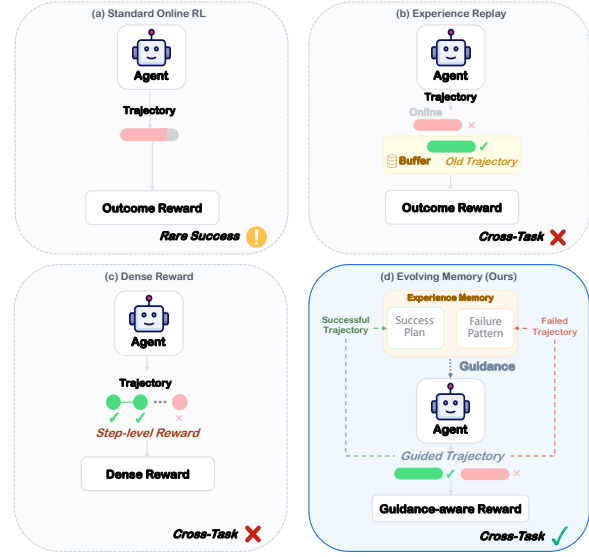 (a) Standard Online RL
Agent
Trajectory
Outcome Reward
Rare Success
(b) Experience Replay
Agent
Trajectory
Online
Buffer
Old Trajectory
Outcome Reward
Cross-Task
(c) Dense Reward
Agent
Trajectory
Step-level Reward
Dense Reward
Cross-Task
(d) Evolving Memory (Ours)
Experience Memory
Successful
Trajectory
Success
Plan
Failure
Pattern
Failed
Trajectory
Guidance
Agent
Guided Trajectory
Guidance-aware Reward
Cross-Task